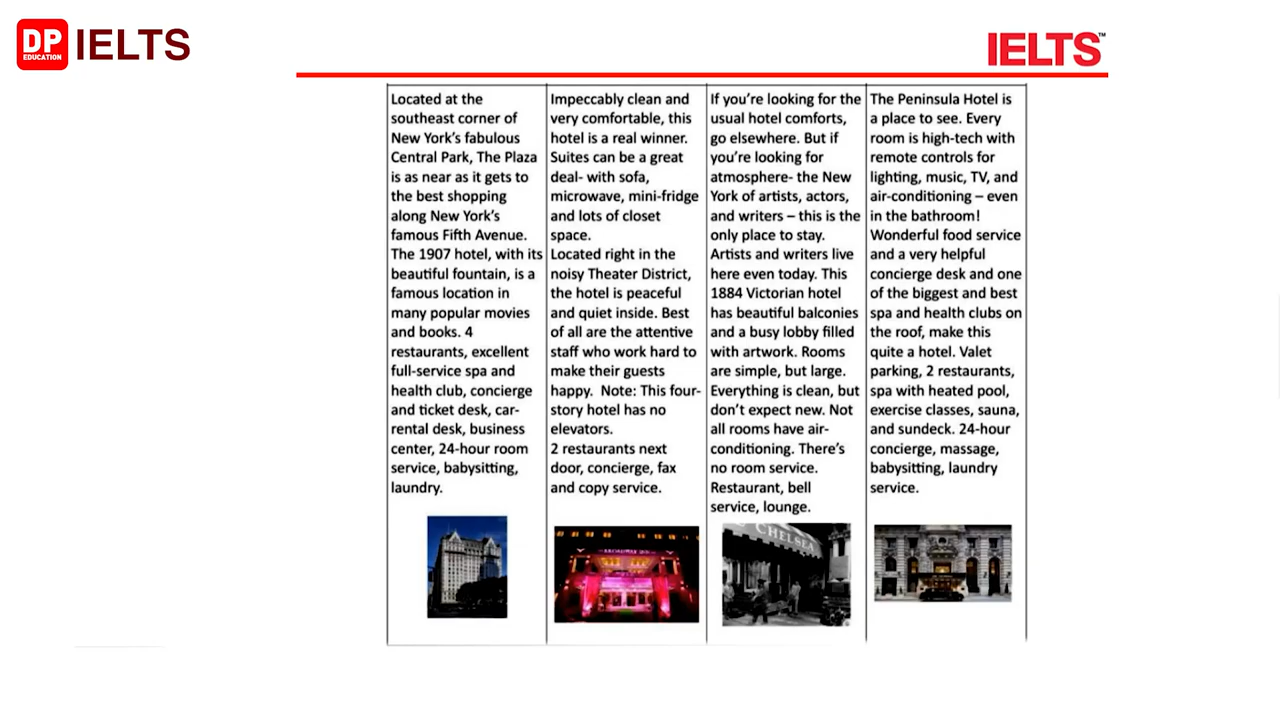 DP
EDUCATION
IELTS
IELTS™
Located at the
southeast corner of
New York's fabulous
Central Park, The Plaza
is as near as it gets to
the best shopping
along New York's
famous Fifth Avenue.
The 1907 hotel, with its
beautiful fountain, is a
famous location in
many popular movies
and books. 4
restaurants, excellent
full-service spa and
health club, concierge
and ticket desk, car-
rental desk, business
center, 24-hour room
service, babysitting,
laundry.
Impeccably clean and
very comfortable, this
hotel is a real winner.
Suites can be a great
deal- with sofa,
microwave, mini-fridge
and lots of closet
space.
Located right in the
noisy Theater District,
the hotel is peaceful
and quiet inside. Best
of all are the attentive
staff who work hard to
make their guests
happy.  Note: This four-
story hotel has no
elevators.
2 restaurants next
door, concierge, fax
and copy service.
If you're looking for the
usual hotel comforts,
go elsewhere. But if
you're looking for
atmosphere- the New
York of artists, actors,
and writers – this is the
only place to stay.
Artists and writers live
here even today. This
1884 Victorian hotel
has beautiful balconies
and a busy lobby filled
with artwork. Rooms
are simple, but large.
Everything is clean, but
don't expect new. Not
all rooms have air-
conditioning. There's
no room service.
Restaurant, bell
service, lounge.
The Peninsula Hotel is
a place to see. Every
room is high-tech with
remote controls for
lighting, music, TV, and
air-conditioning – even
in the bathroom!
Wonderful food service
and a very helpful
concierge desk and one
of the biggest and best
spa and health clubs on
the roof, make this
quite a hotel. Valet
parking, 2 restaurants,
spa with heated pool,
exercise classes, sauna,
and sundeck. 24-hour
concierge, massage,
babysitting, laundry
service.
CHELSEA